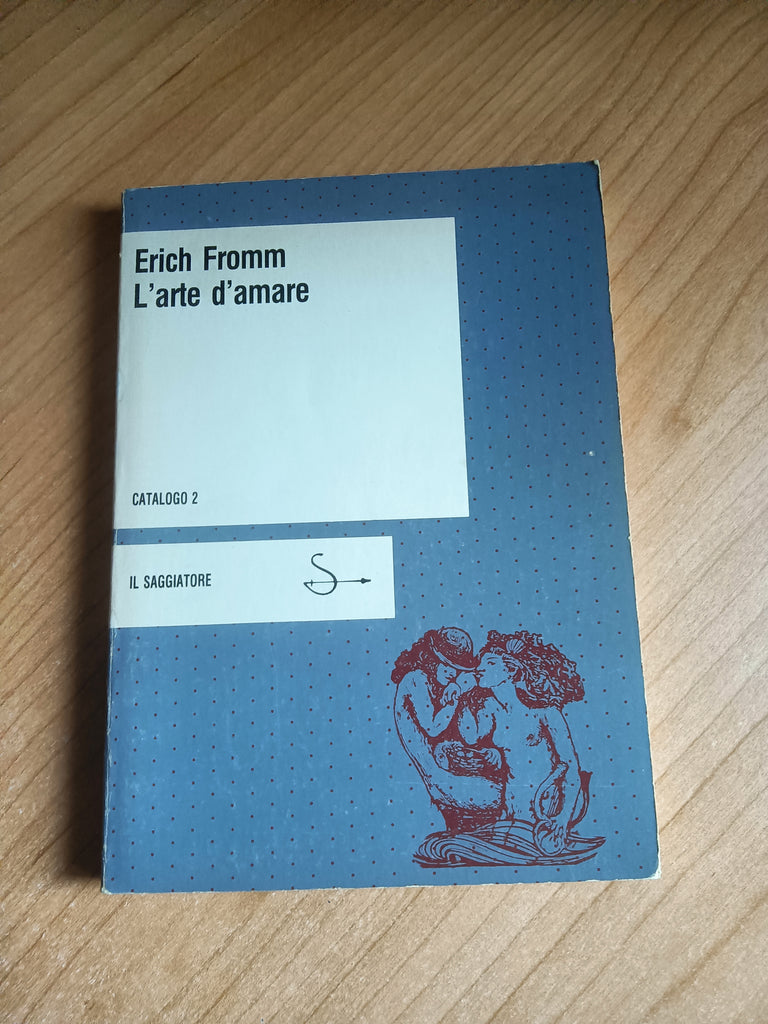 Erich Fromm
L'arte d'amare
CATALOGO 2
IL SAGGIATORE